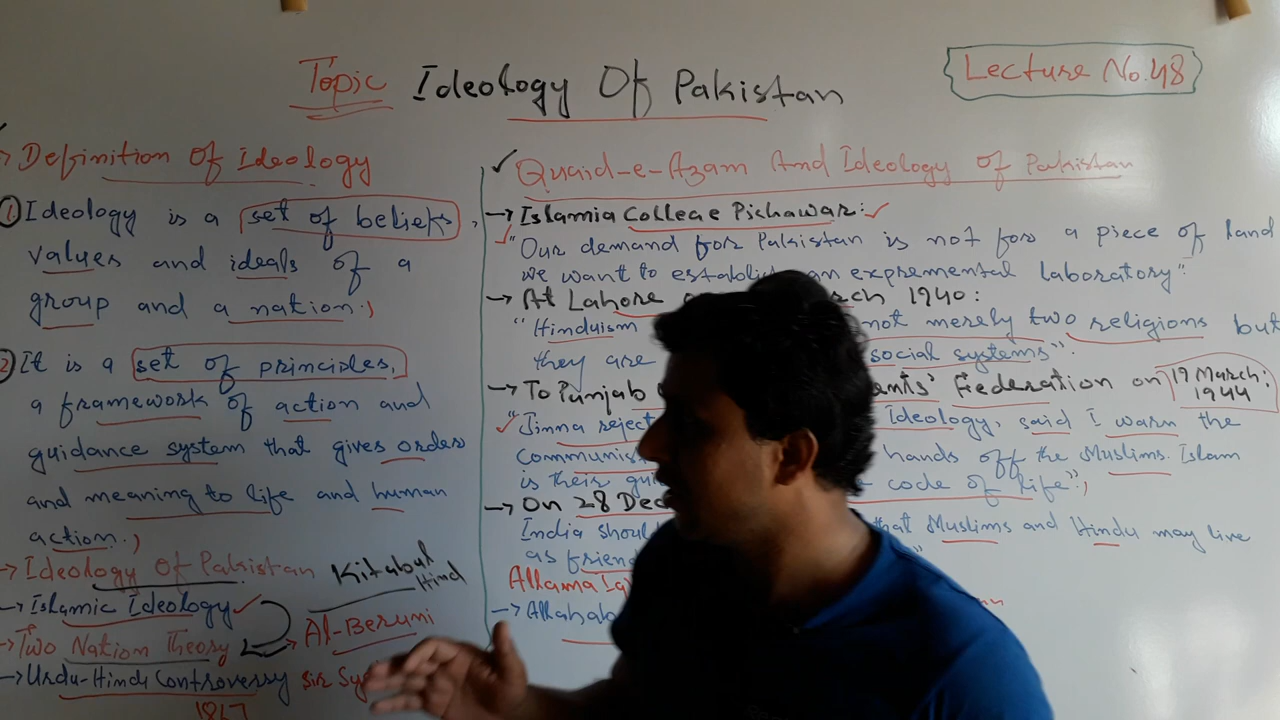 Topic Ideology Of Pakistan
Lecture No.48
→ Definition Of Ideology
① Ideology is a set of beliefs,
values and ideals of a
group and a nation.
② It is a set of principles,
a framework of action and
guidance system that gives orders
and meaning to life and human
action.
→ Ideology Of Pakistan
→ Islamic Ideology ✓
→ Two Nation Theory
→ Urdu-Hindi Controversy
1867
Kitabul
Hind
Al-Beruni
Sir
✓ Quaid-e-Azam And Ideology of Pakistan
→ Islamia College Pishawar: ✓
"Our demand for Pakistan is not for a piece of land
we want to establish an expremental laboratory"
→ At Lahore 1940:
"Hinduism not merely two religions but
they are social systems".
→ To Punjab Federation on 19 March:
1944
✓ "Jinna Ideology, said I warn the
hands off the Muslims. Islam
is their code of life"
→ On 28
India that Muslims and Hindu may live
as
Allama
→